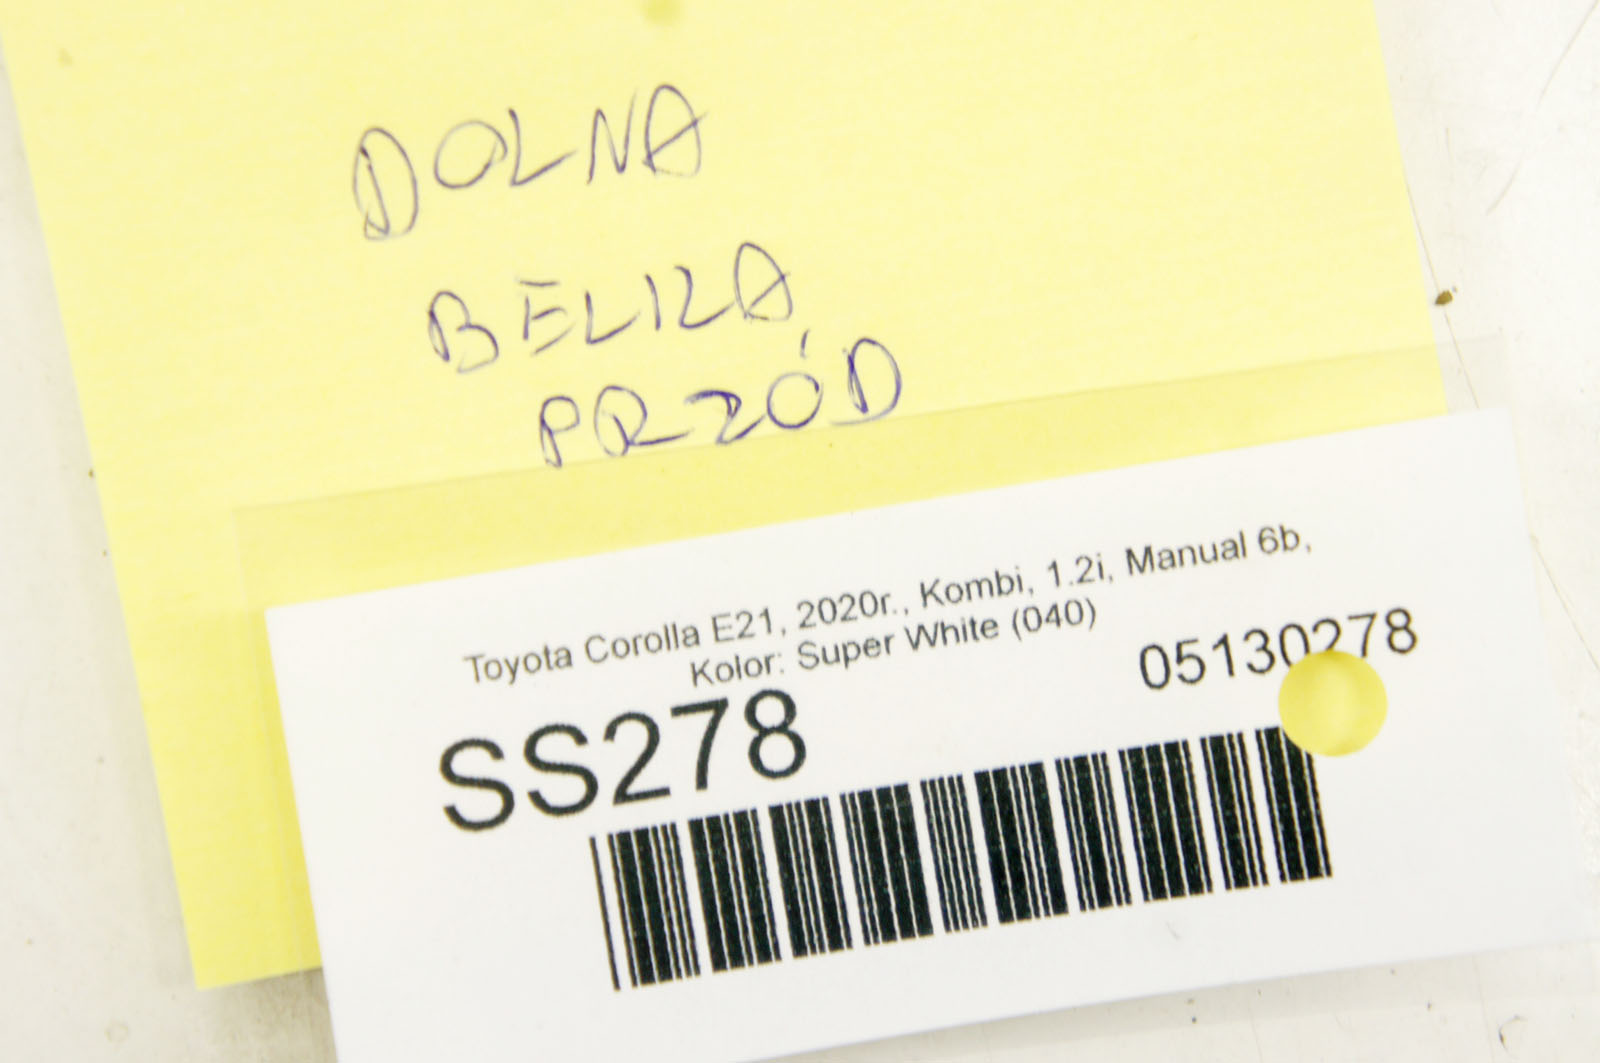 DOLNA
BELKA
PRZÓD
Toyota Corolla E21, 2020r., Kombi, 1.2i, Manual 6b,
Kolor: Super White (040)
05130278
SS278